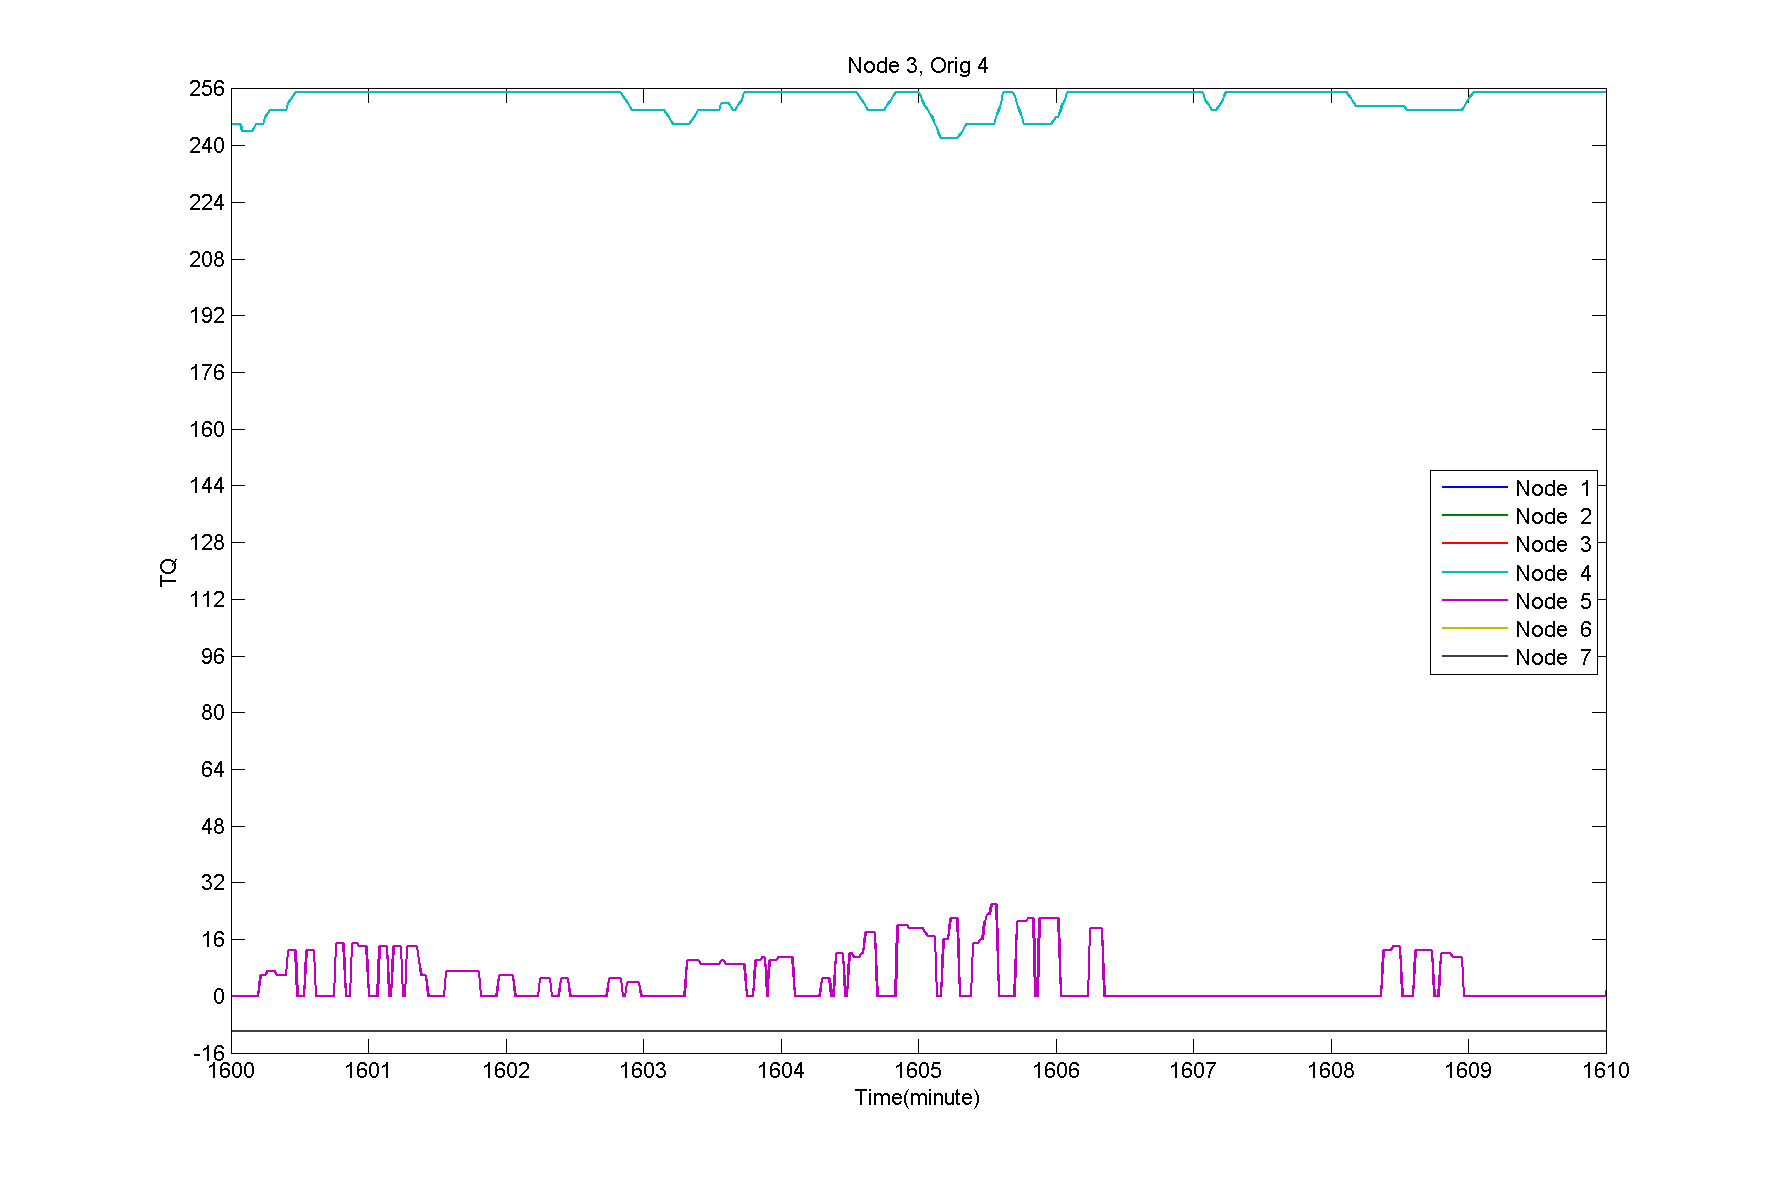 Node 3, Orig 4
256
240
224
208
192
176
160
144
128
112
96
80
64
48
32
16
0
-16
TQ
Node 1
Node 2
Node 3
Node 4
Node 5
Node 6
Node 7
1600 1601 1602 1603 1604 1605 1606 1607 1608 1609 1610
Time(minute)